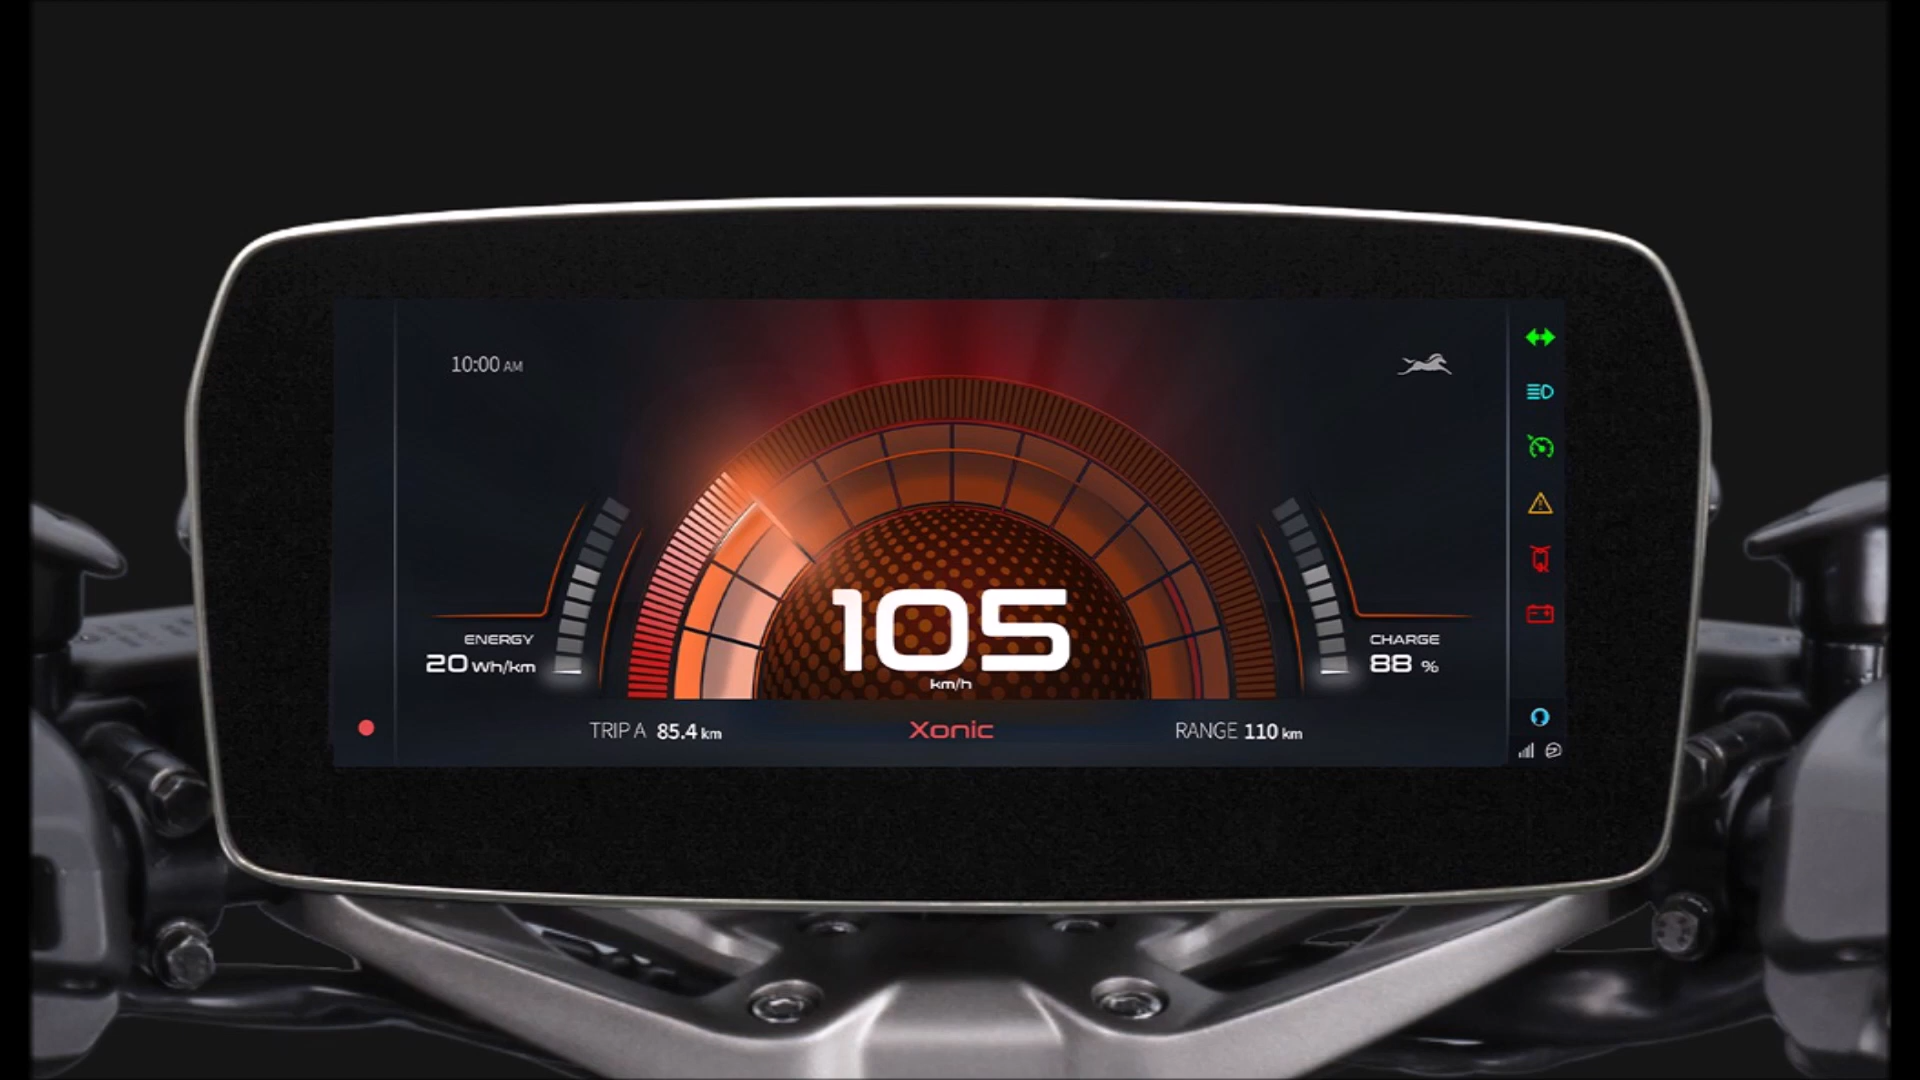 10:00 AM
ENERGY
20 Wh/km
105
km/h
CHARGE
88 %
TRIP A 85.4 km
Xonic
RANGE 110 km